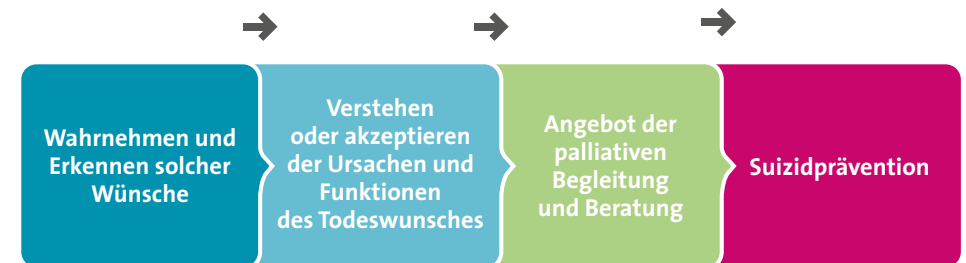 Wahrnehmen und
Erkennen solcher
Wünsche
Verstehen
oder akzeptieren
der Ursachen und
Funktionen
des Todeswunsches
Angebot der
palliativen
Begleitung
und Beratung
Suizidprävention